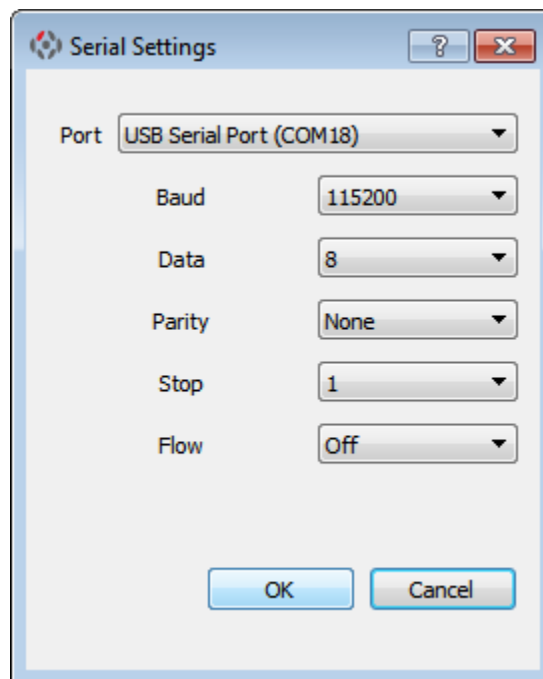 Serial Settings
?
Port USB Serial Port (COM18)
Baud 115200
Data 8
Parity None
Stop 1
Flow Off
OK Cancel